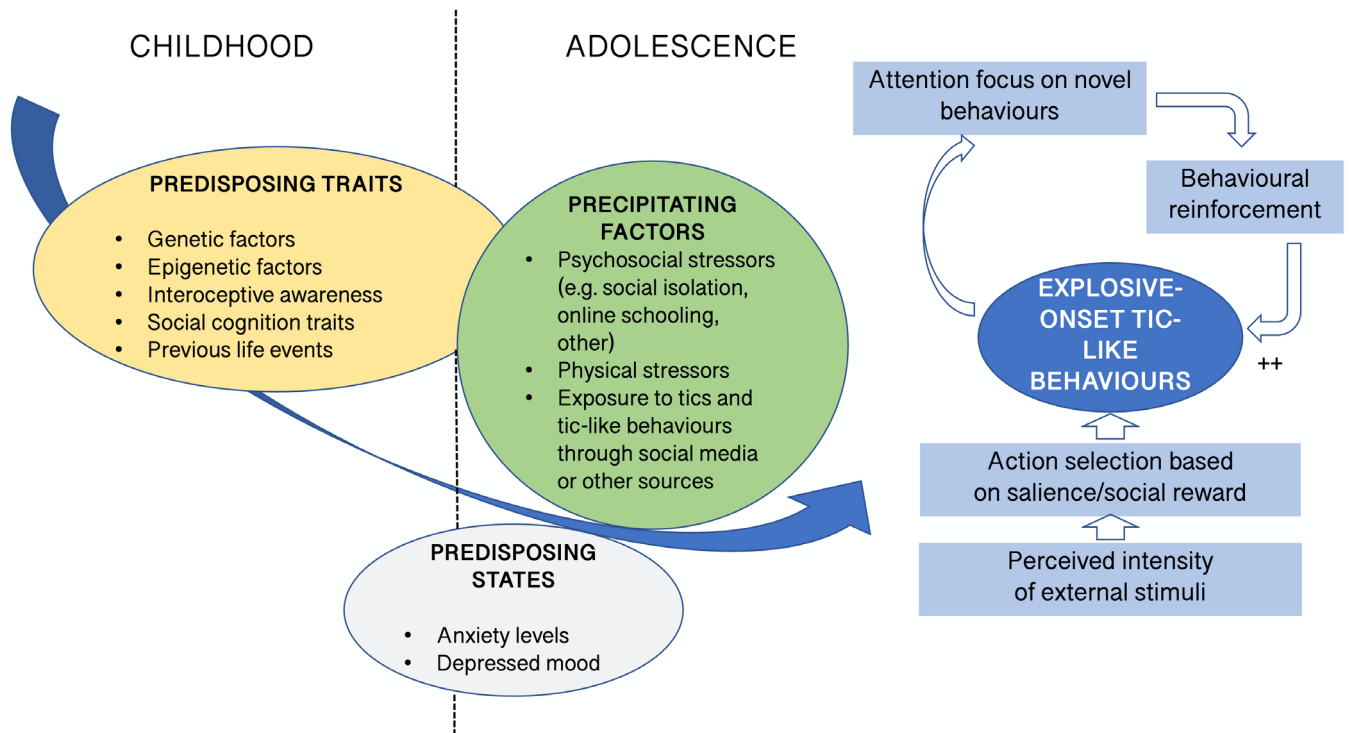 CHILDHOOD
ADOLESCENCE
PREDISPOSING TRAITS
• Genetic factors
• Epigenetic factors
• Interoceptive awareness
• Social cognition traits
• Previous life events
PRECIPITATING
FACTORS
• Psychosocial stressors
(e.g. social isolation,
online schooling,
other)
• Physical stressors
• Exposure to tics and
tic-like behaviours
through social media
or other sources
PREDISPOSING
STATES
• Anxiety levels
• Depressed mood
Attention focus on novel
behaviours
Behavioural
reinforcement
EXPLOSIVE-
ONSET TIC-
LIKE
BEHAVIOURS
++
Action selection based
on salience/social reward
Perceived intensity
of external stimuli